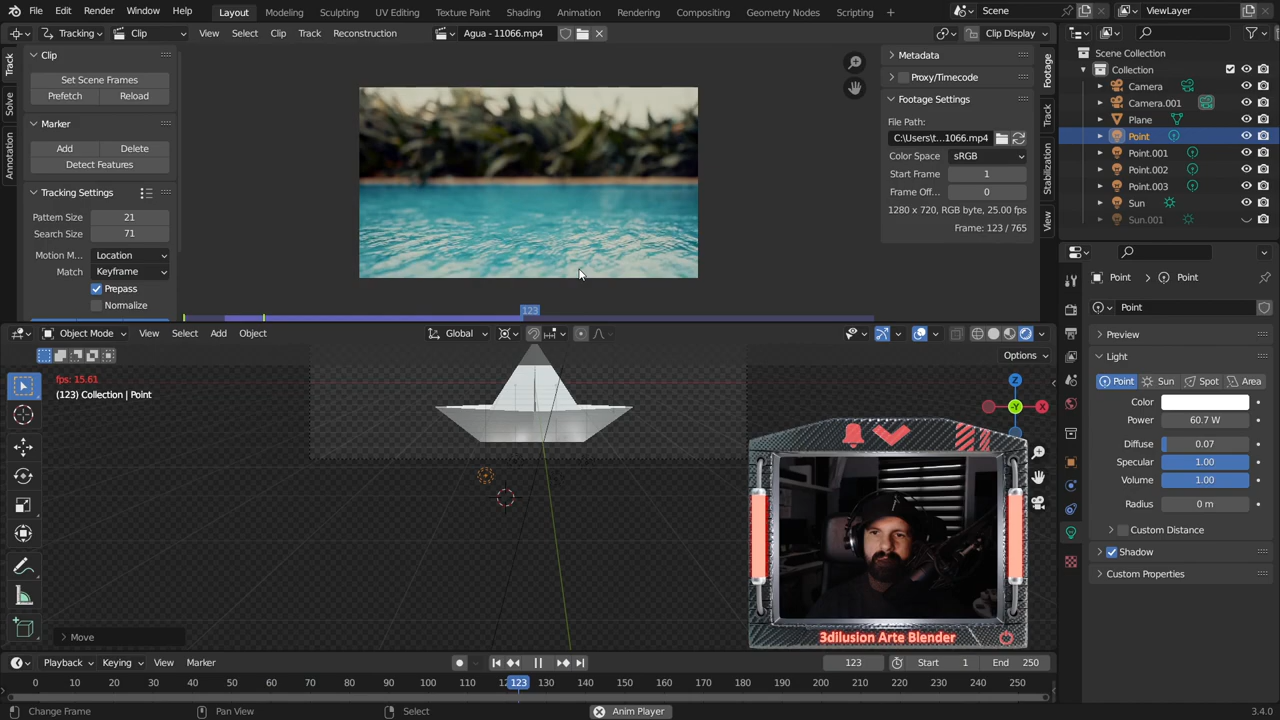 File Edit Render Window Help Layout Modeling Sculpting UV Editing Texture Paint Shading Animation Rendering Compositing Geometry Nodes Scripting Scene ViewLayer
Tracking Clip View Select Clip Track Reconstruction Agua - 11066.mp4 Clip Display
Track
Solve
Annotation
Clip
Set Scene Frames
Prefetch Reload
Marker
Add Delete
Detect Features
Tracking Settings
Pattern Size 21
Search Size 71
Motion M... Location
Match Keyframe
Prepass
Normalize
123
Metadata
Proxy/Timecode
Footage Settings
File Path:
C:\Users\t...1066.mp4
Color Space sRGB
Start Frame 1
Frame Off... 0
1280 x 720, RGB byte, 25.00 fps
Frame: 123 / 765
Footage
Track
Stabilization
View
Scene Collection
Collection
Camera
Camera.001
Plane
Point
Point.001
Point.002
Point.003
Sun
Sun.001
Object Mode View Select Add Object Global
Options
fps: 15.61
(123) Collection | Point
Z
Y
X
Move
3dilusion Arte Blender
Point Point
Point
Preview
Light
Point Sun Spot Area
Color
Power 60.7 W
Diffuse 0.07
Specular 1.00
Volume 1.00
Radius 0 m
Custom Distance
Shadow
Custom Properties
Playback Keying View Marker 123 Start 1 End 250
0 10 20 30 40 50 60 70 80 90 100 110 123 130 140 150 160 170 180 190 200 210 220 230 240 250
Change Frame Pan View Select Anim Player 3.4.0